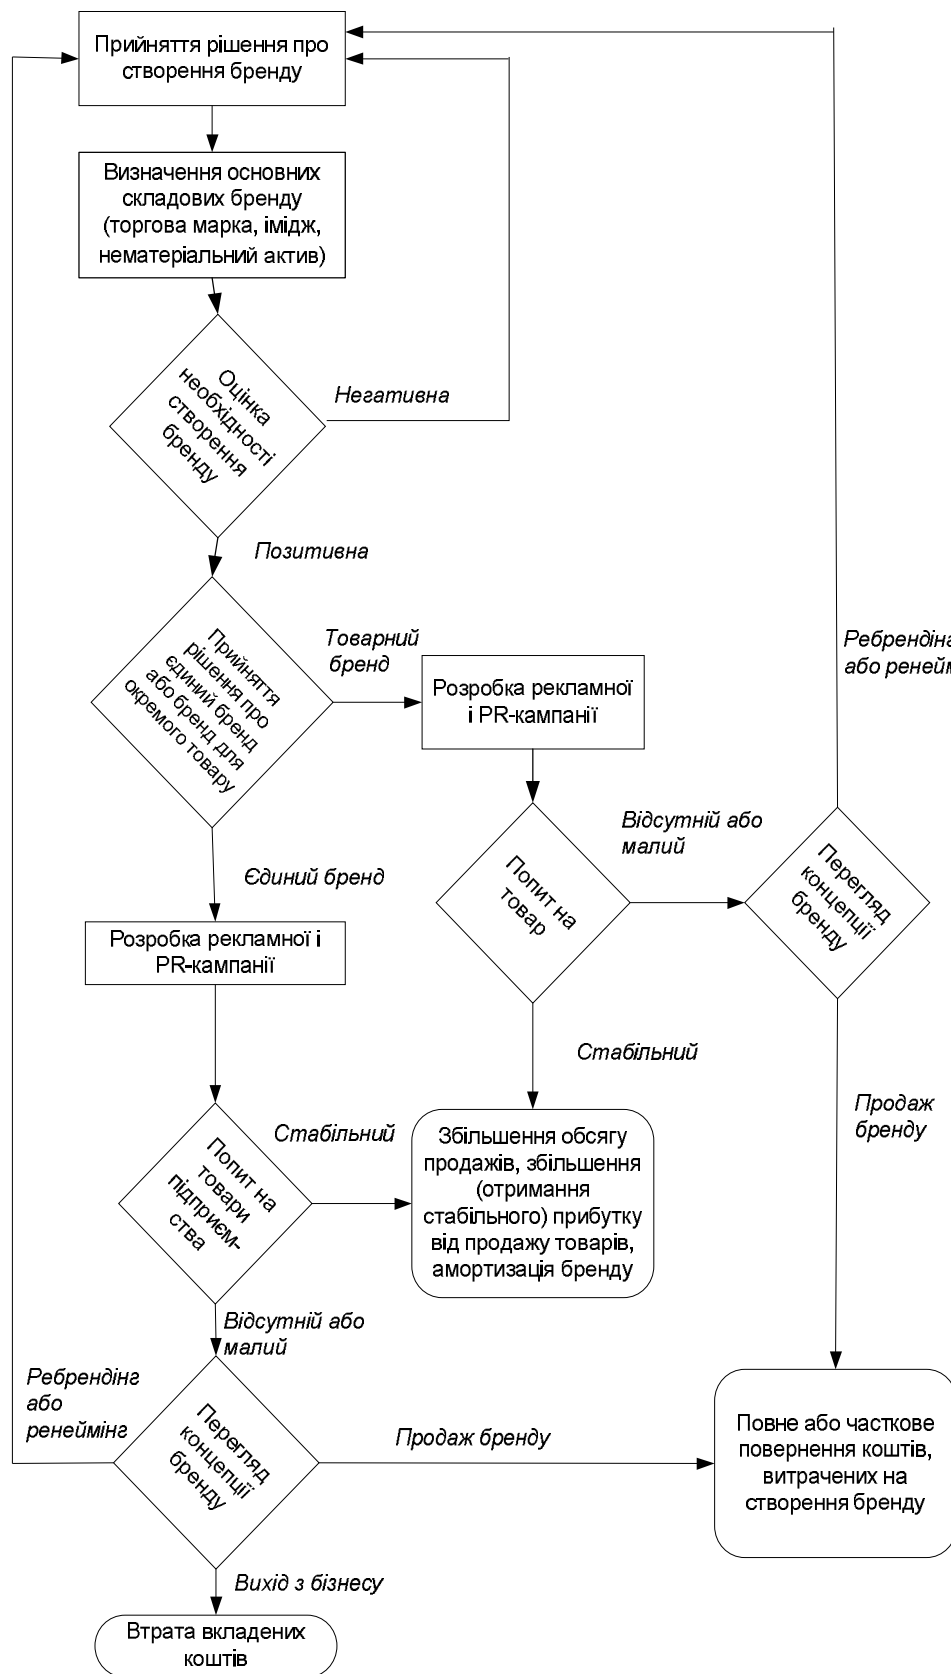 Прийняття рішення про
створення бренду
Визначення основних
складових бренду
(торгова марка, імідж,
нематеріальний актив)
Оцінка
необхідності
створення
бренду
Негативна
Позитивна
Прийняття
рішення про
єдиний бренд
або бренд для
окремого товару
Товарний
бренд
Розробка рекламної
і PR-кампанії
Ребрендінг
або ренейм
Відсутній або
малий
Попит на
товар
Перегляд
концепції
бренду
Єдиний бренд
Розробка рекламної і
PR-кампанії
Стабільний
Продаж
бренду
Стабільний
Збільшення обсягу
продажів, збільшення
(отримання
стабільного) прибутку
від продажу товарів,
амортизація бренду
Попит на
товари
підприєм-
ства
Відсутній або
малий
Ребрендінг
або
ренеймінг
Перегляд
концепції
бренду
Продаж бренду
Повне або часткове
повернення коштів,
витрачених на
створення бренду
Вихід з бізнесу
Втрата вкладених
коштів